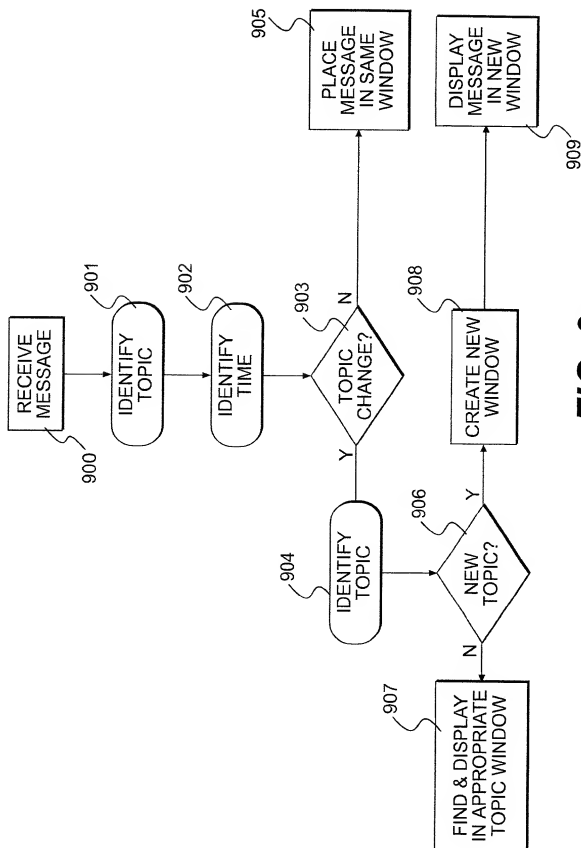 RECEIVE
MESSAGE
900
IDENTIFY
TOPIC
901
IDENTIFY
TIME
902
TOPIC
CHANGE?
903
N
Y
PLACE
MESSAGE
IN SAME
WINDOW
905
IDENTIFY
TOPIC
904
NEW
TOPIC?
906
N
Y
FIND & DISPLAY
IN APPROPRIATE
TOPIC WINDOW
907
CREATE NEW
WINDOW
908
DISPLAY
MESSAGE
IN NEW
WINDOW
909